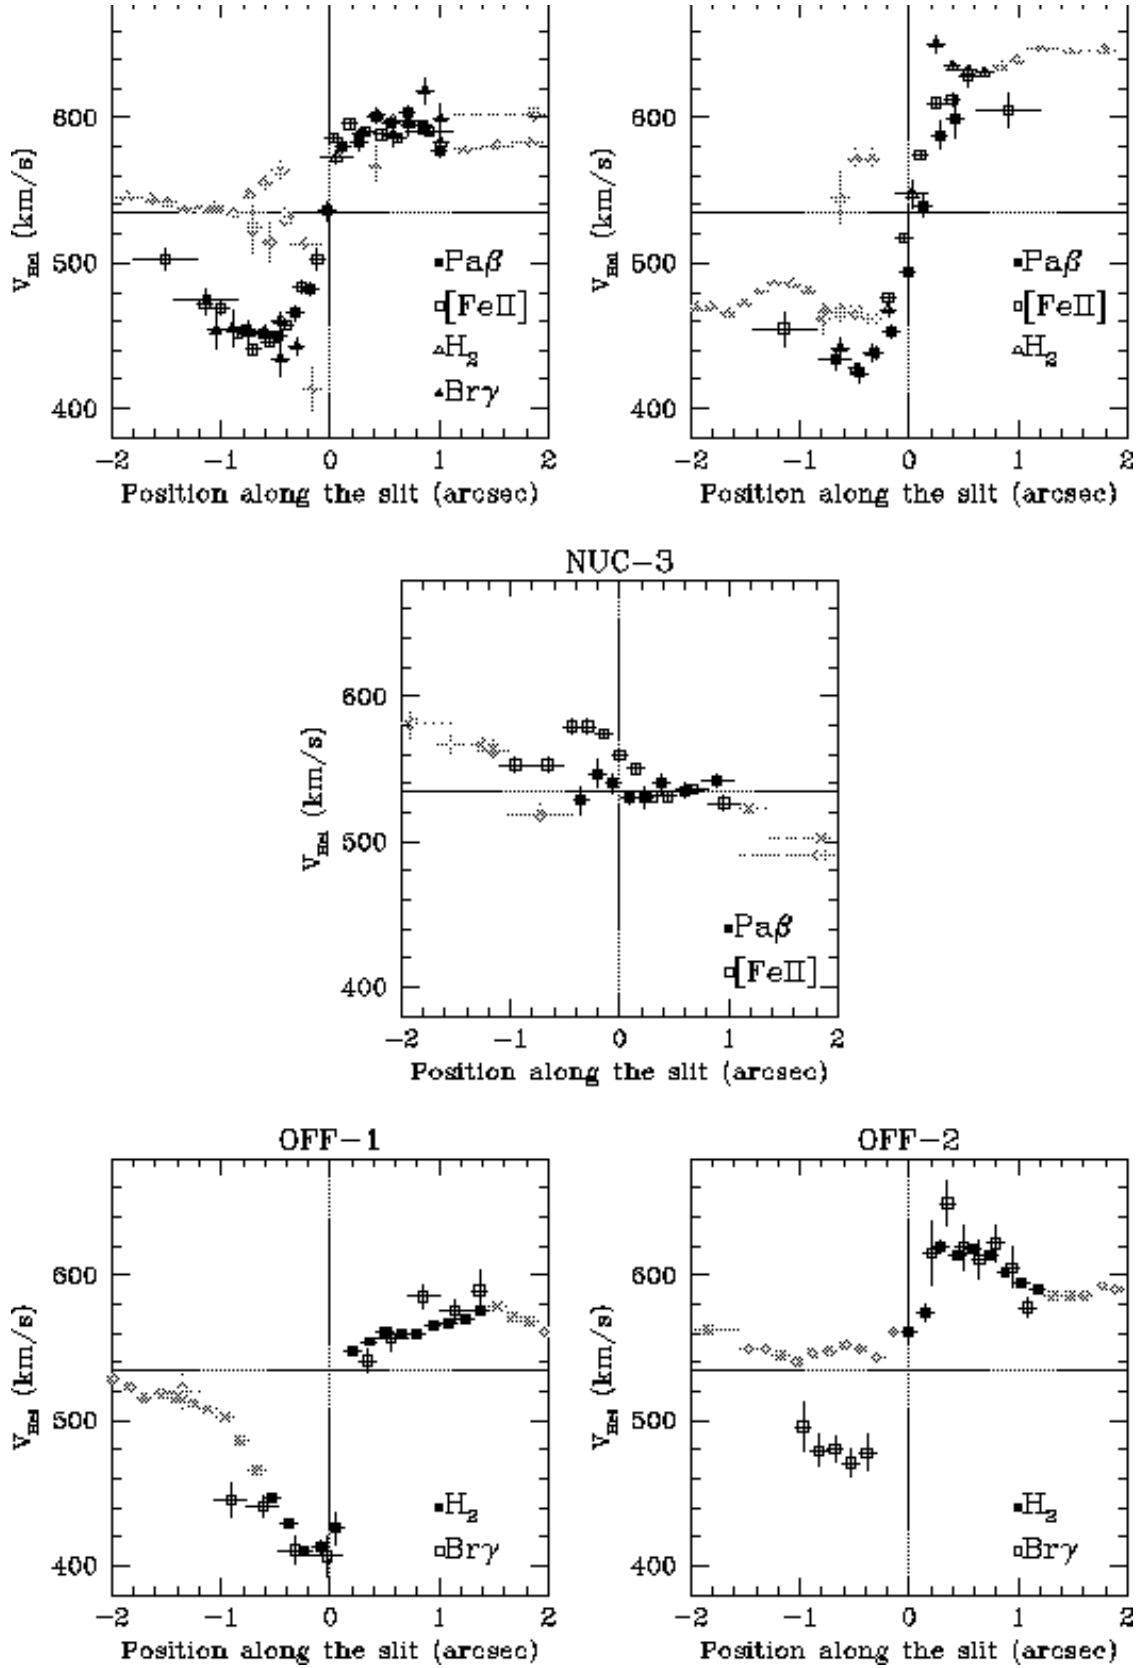 600
500
400
V_Hel (km/s)
Paβ
[FeII]
H₂
Brγ
−2 −1 0 1 2
Position along the slit (arcsec)
600
500
400
V_Hel (km/s)
Paβ
[FeII]
H₂
−2 −1 0 1 2
Position along the slit (arcsec)
NUC−3
600
500
400
V_Hel (km/s)
Paβ
[FeII]
−2 −1 0 1 2
Position along the slit (arcsec)
OFF−1
600
500
400
V_Hel (km/s)
H₂
Brγ
−2 −1 0 1 2
Position along the slit (arcsec)
OFF−2
600
500
400
V_Hel (km/s)
H₂
Brγ
−2 −1 0 1 2
Position along the slit (arcsec)